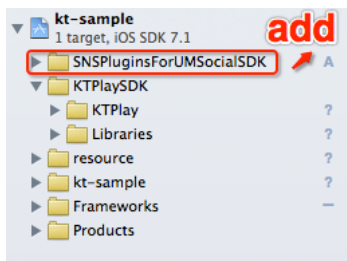 kt-sample
1 target, iOS SDK 7.1
add
SNSPluginsForUMSocialSDK A
KTPlaySDK
KTPlay ?
Libraries ?
resource ?
kt-sample ?
Frameworks –
Products